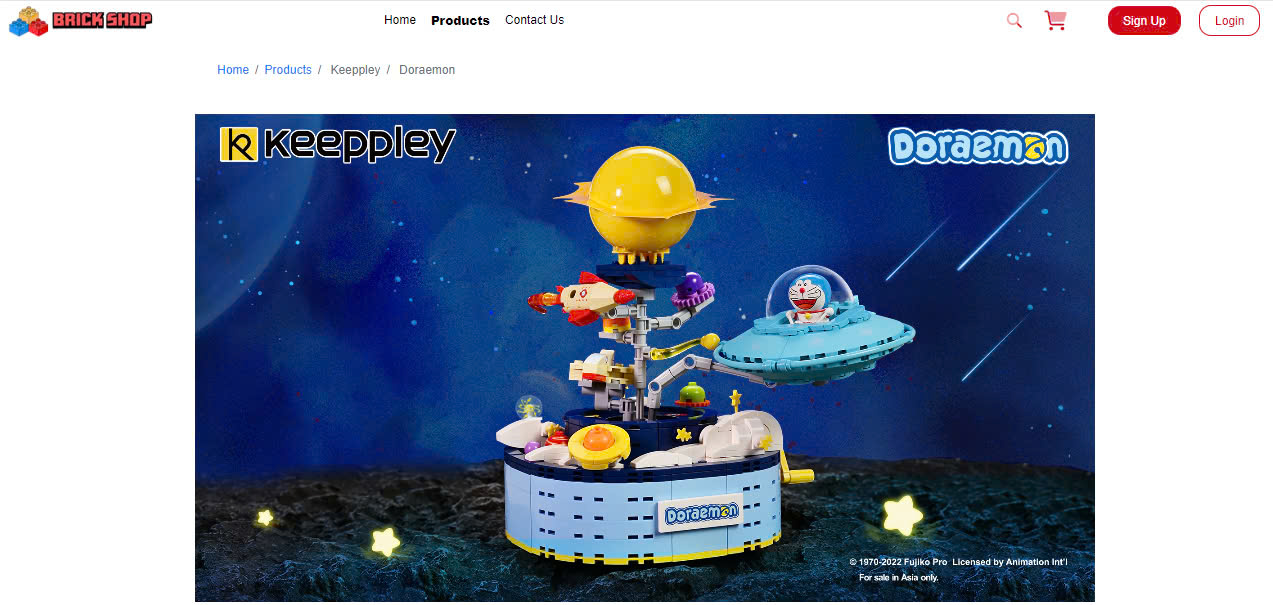 BRICK SHOP
Home Products Contact Us
Sign Up Login
Home / Products / Keeppley / Doraemon
k Keeppley
Doraemon
Doraemon
© 1970-2022 Fujiko Pro Licensed by Animation Int'l
For sale in Asia only.